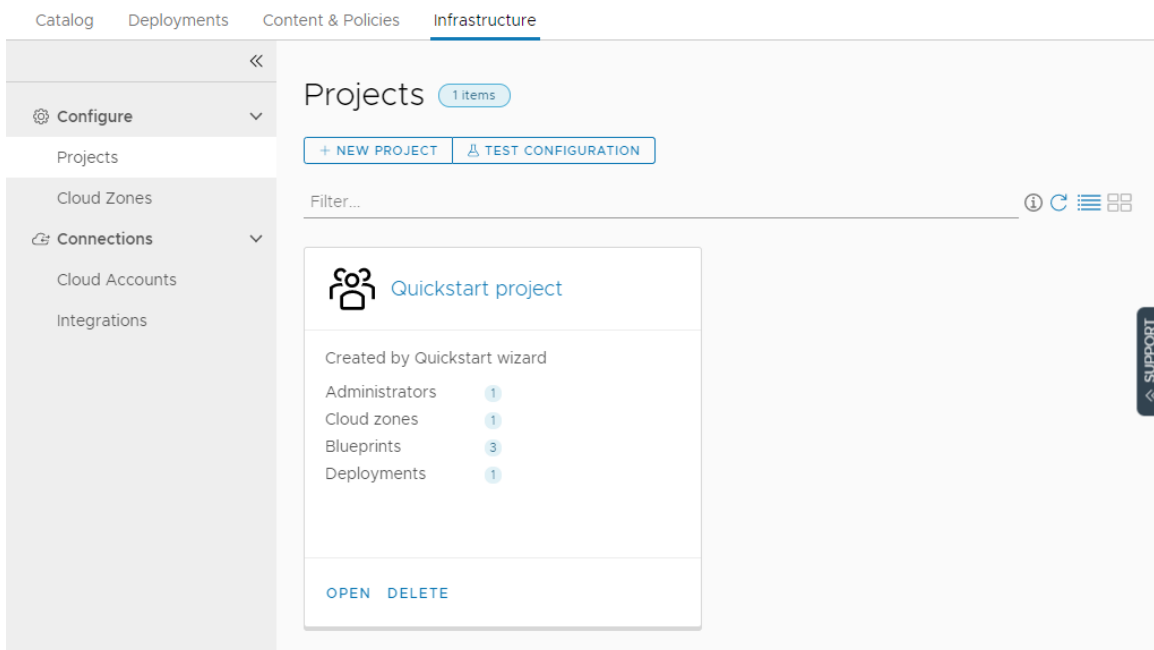 Catalog Deployments Content & Policies Infrastructure
Configure
Projects
Cloud Zones
Connections
Cloud Accounts
Integrations
Projects 1 items
+ NEW PROJECT TEST CONFIGURATION
Filter...
Quickstart project
Created by Quickstart wizard
Administrators 1
Cloud zones 1
Blueprints 3
Deployments 1
OPEN DELETE
SUPPORT